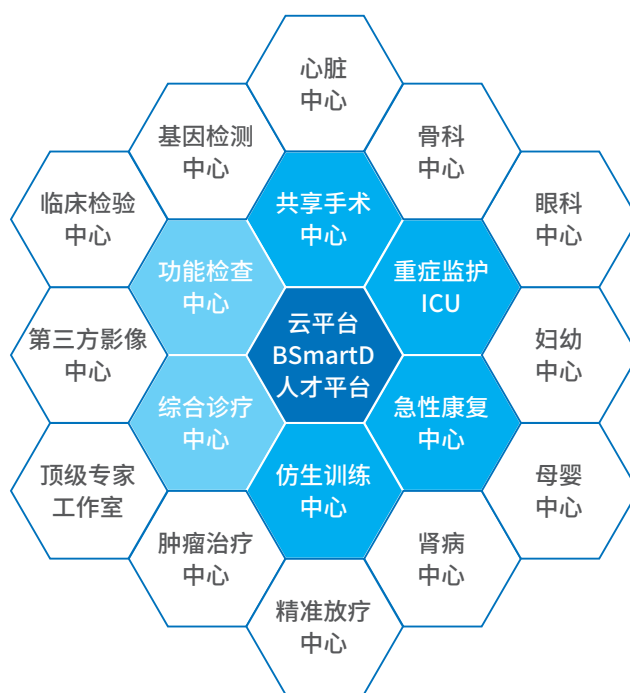 心脏
中心
基因检测
中心
骨科
中心
临床检验
中心
共享手术
中心
眼科
中心
功能检查
中心
重症监护
ICU
第三方影像
中心
云平台
BSmartD
人才平台
妇幼
中心
综合诊疗
中心
急性康复
中心
顶级专家
工作室
仿生训练
中心
母婴
中心
肿瘤治疗
中心
肾病
中心
精准放疗
中心